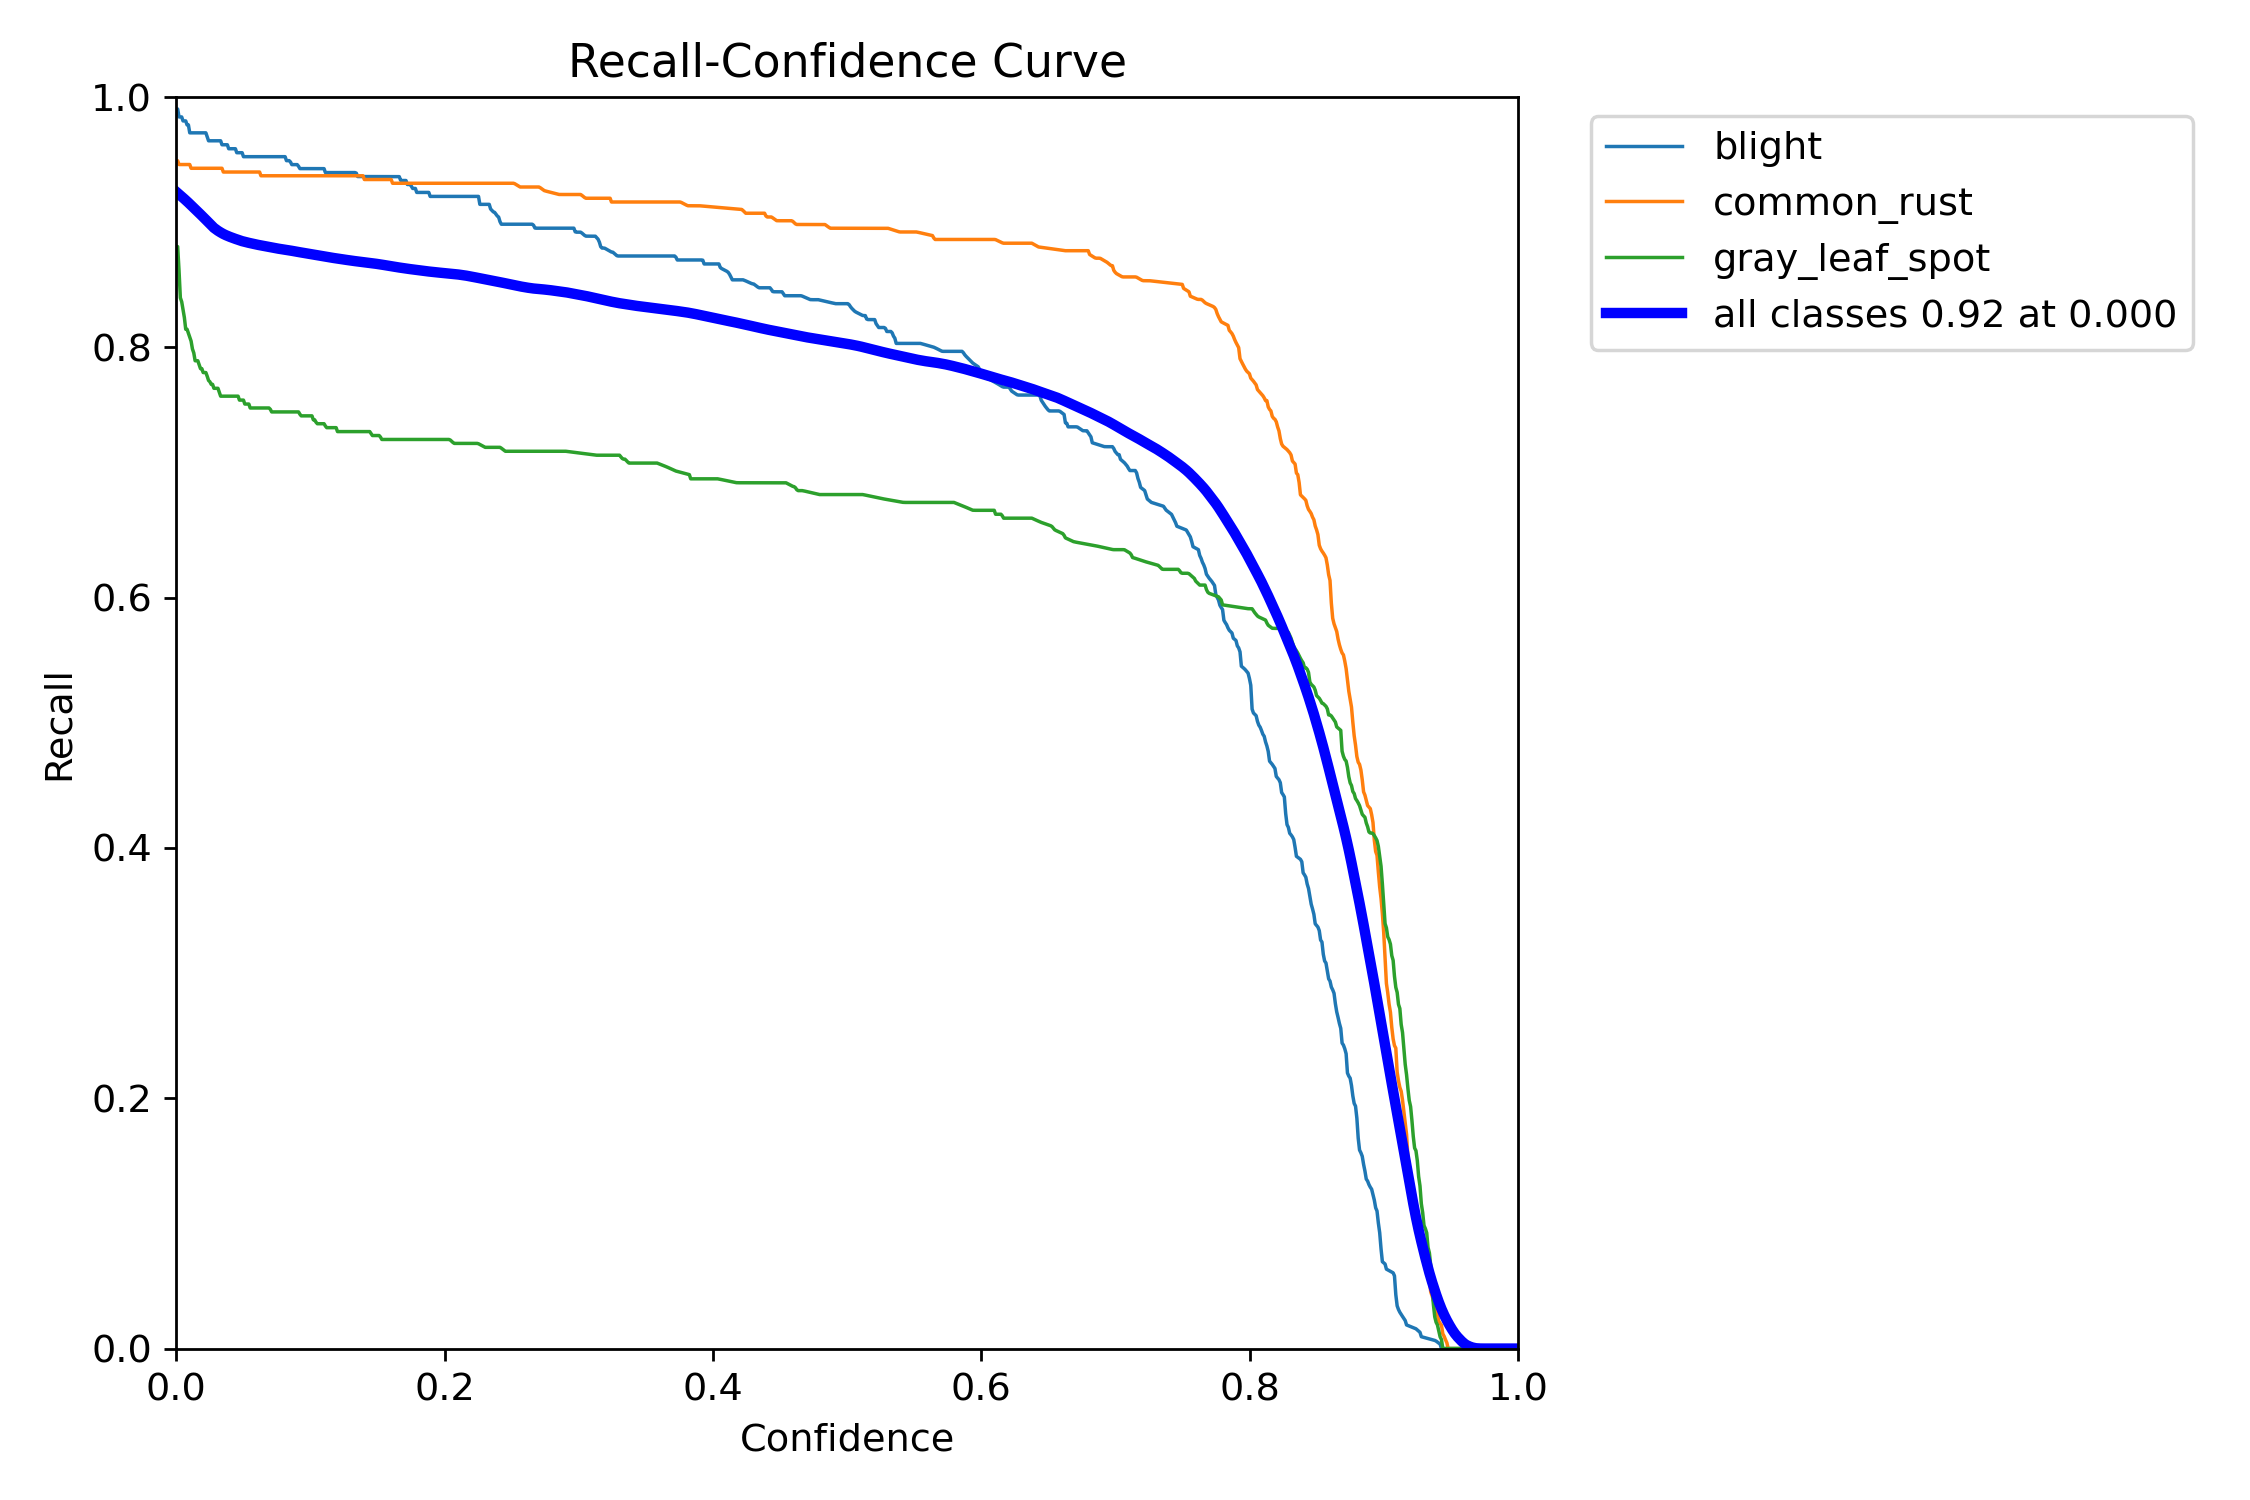 Recall-Confidence Curve
1.0
0.8
0.6
0.4
0.2
0.0
Recall
0.0 0.2 0.4 0.6 0.8 1.0
Confidence
blight
common_rust
gray_leaf_spot
all classes 0.92 at 0.000